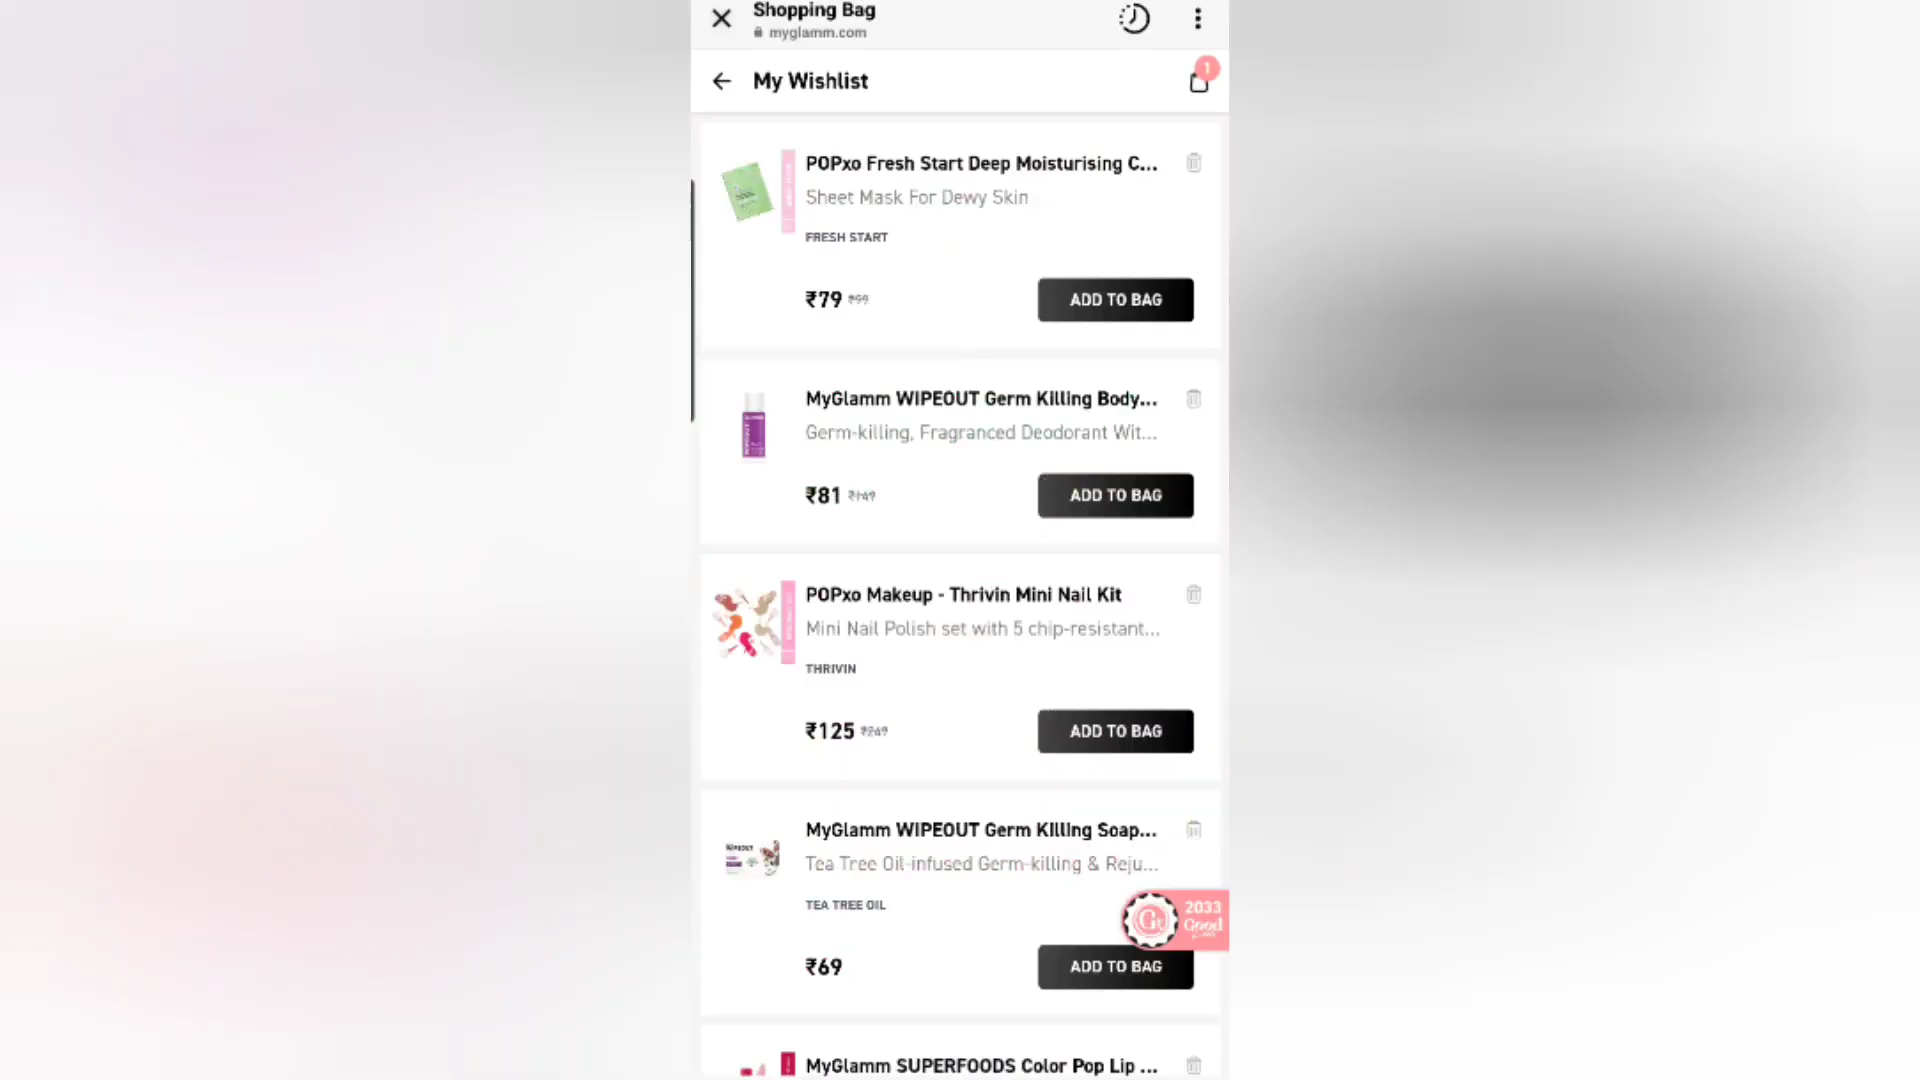 Shopping Bag
myglamm.com
My Wishlist
1
POPxo Fresh Start Deep Moisturising C...
Sheet Mask For Dewy Skin
FRESH START
₹79 ₹99
ADD TO BAG
MyGlamm WIPEOUT Germ Killing Body...
Germ-killing, Fragranced Deodorant Wit...
₹81 ₹149
ADD TO BAG
POPxo Makeup - Thrivin Mini Nail Kit
Mini Nail Polish set with 5 chip-resistant...
THRIVIN
₹125 ₹249
ADD TO BAG
MyGlamm WIPEOUT Germ Killing Soap...
Tea Tree Oil-infused Germ-killing & Reju...
TEA TREE OIL
2033
Good
₹69
ADD TO BAG
MyGlamm SUPERFOODS Color Pop Lip ...